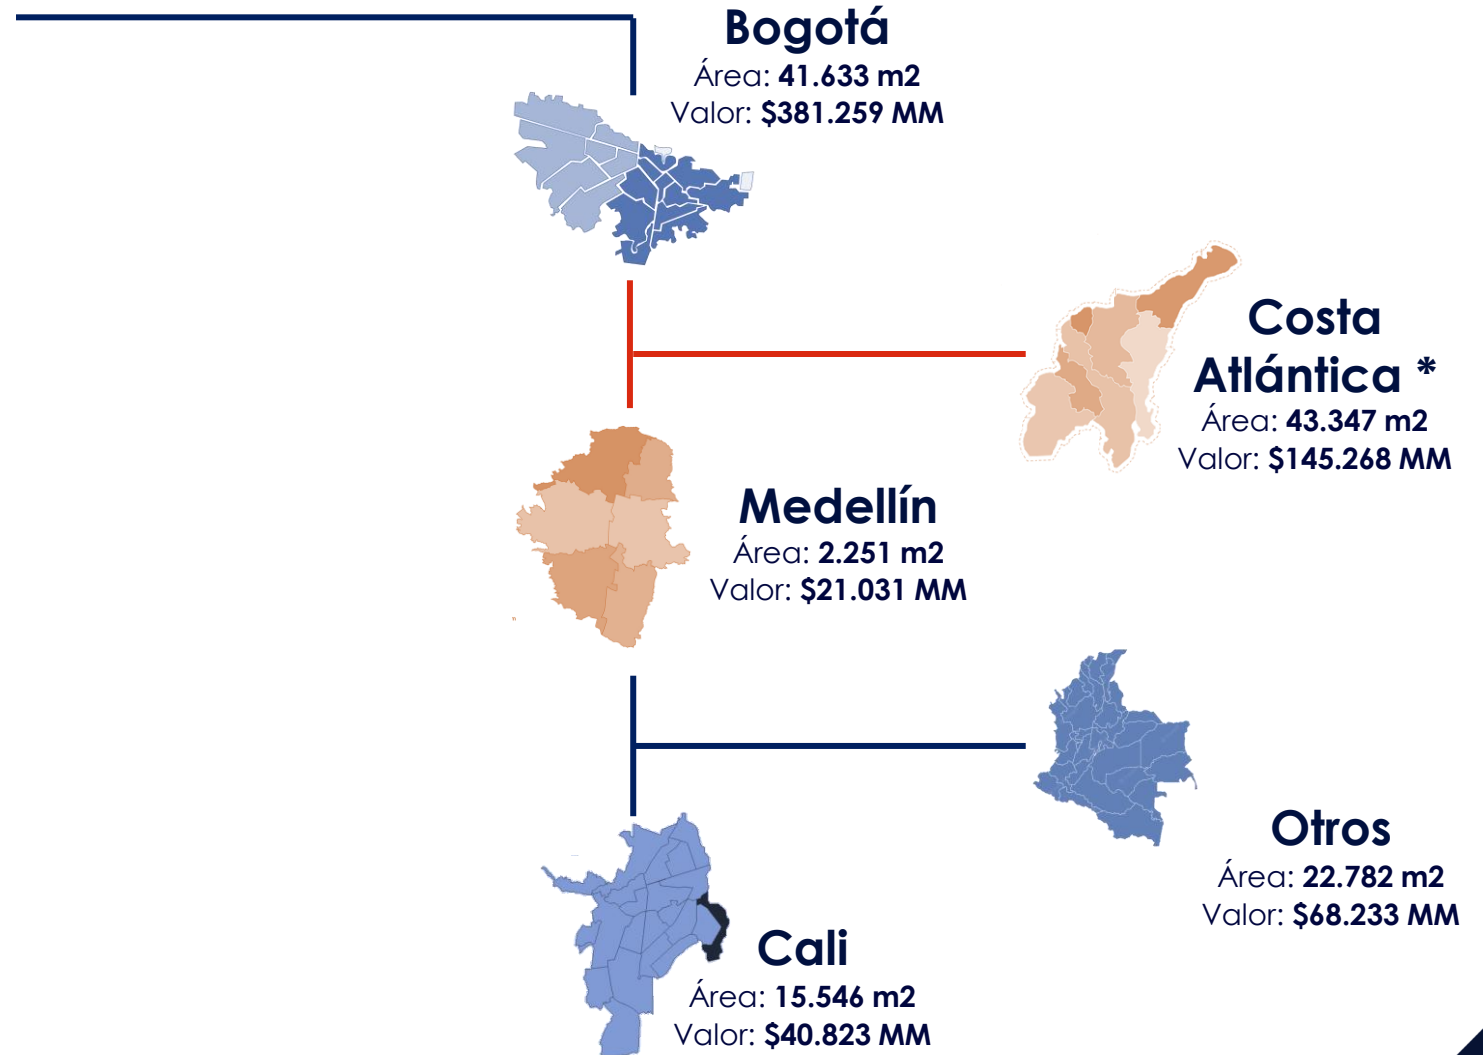 Bogotá
Área: 41.633 m2
Valor: $381.259 MM
Costa
Atlántica *
Área: 43.347 m2
Valor: $145.268 MM
Medellín
Área: 2.251 m2
Valor: $21.031 MM
Otros
Área: 22.782 m2
Valor: $68.233 MM
Cali
Área: 15.546 m2
Valor: $40.823 MM